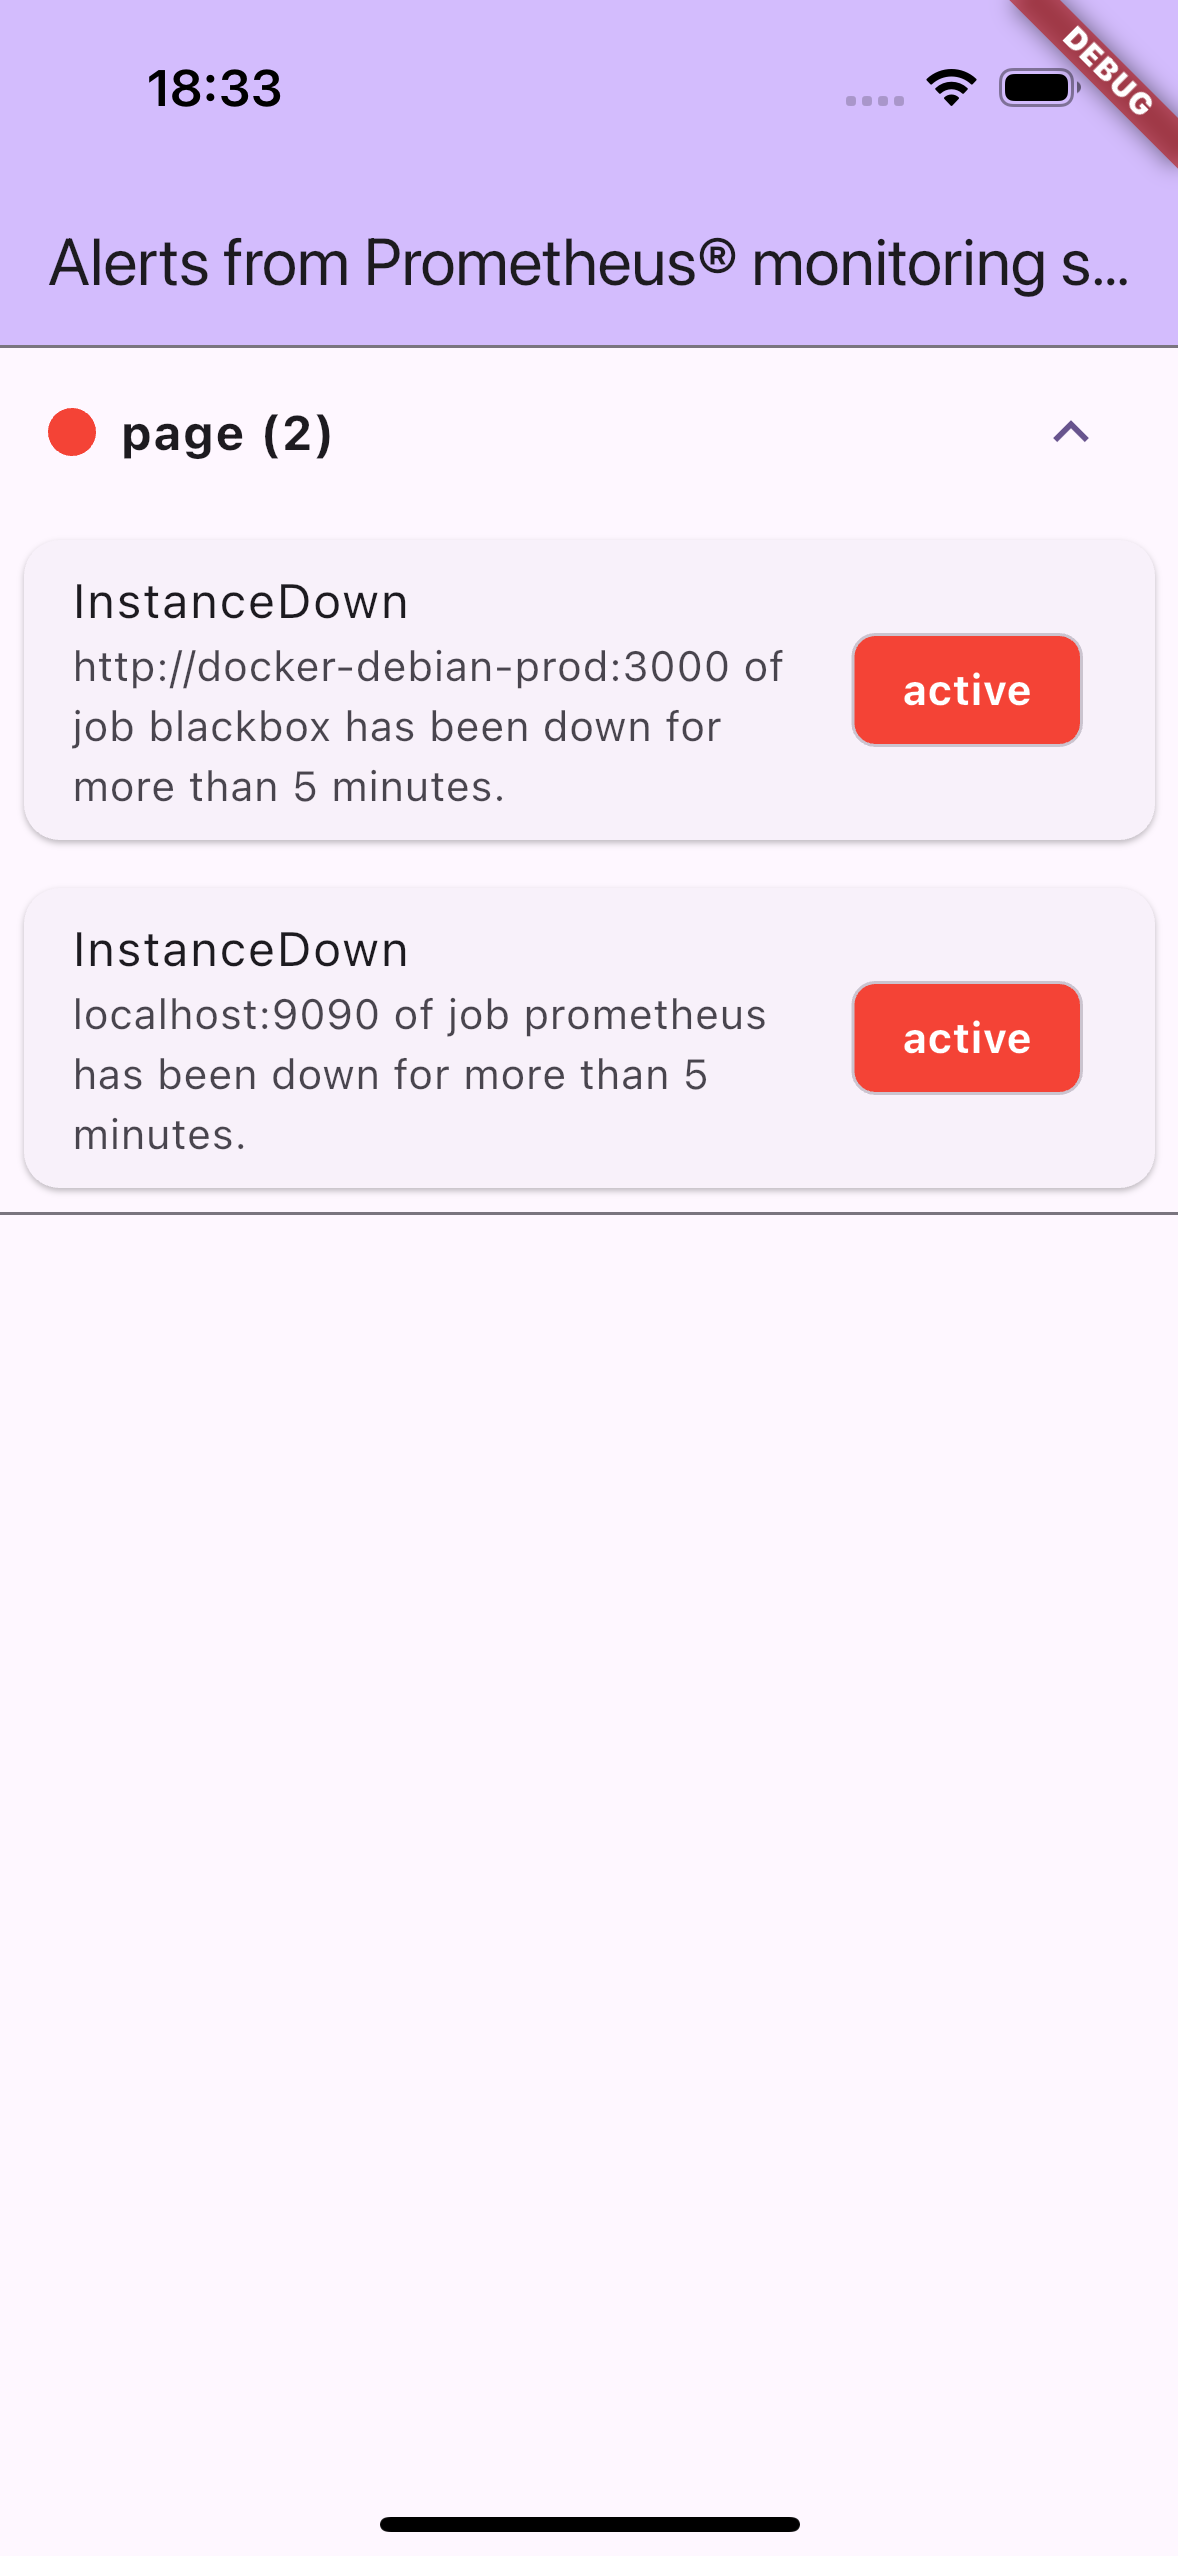 18:33
DEBUG
Alerts from Prometheus® monitoring s...
page (2)
InstanceDown
http://docker-debian-prod:3000 of
job blackbox has been down for
more than 5 minutes.
active
InstanceDown
localhost:9090 of job prometheus
has been down for more than 5
minutes.
active